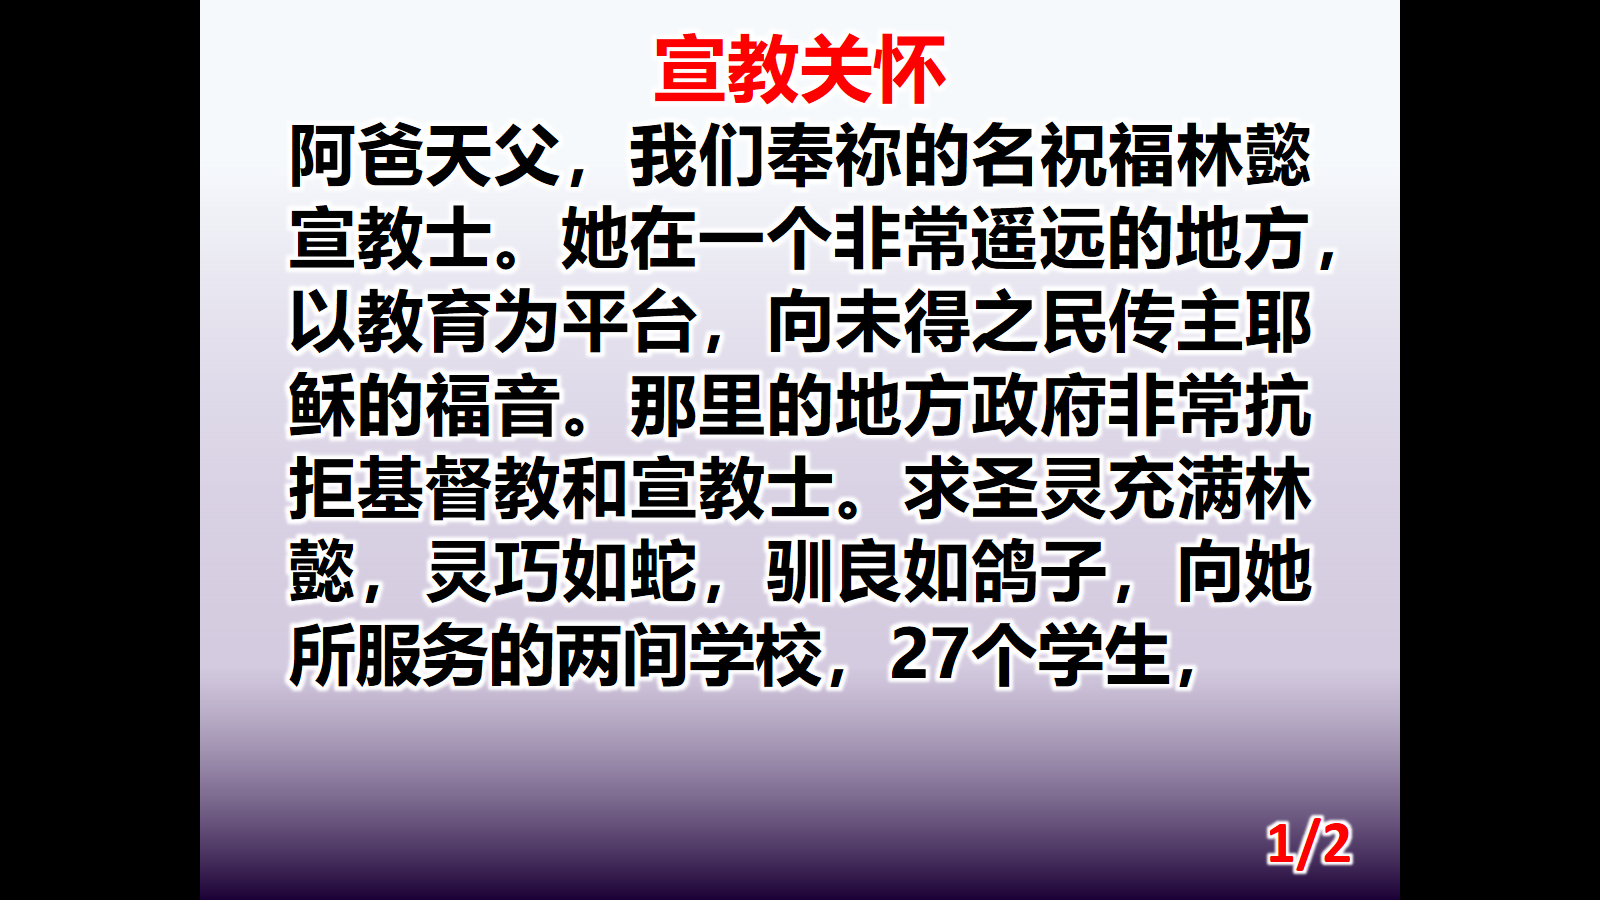 宣教关怀
阿爸天父，我们奉祢的名祝福林懿
宣教士。她在一个非常遥远的地方，
以教育为平台，向未得之民传主耶
稣的福音。那里的地方政府非常抗
拒基督教和宣教士。求圣灵充满林
懿，灵巧如蛇，驯良如鸽子，向她
所服务的两间学校，27个学生，
1/2